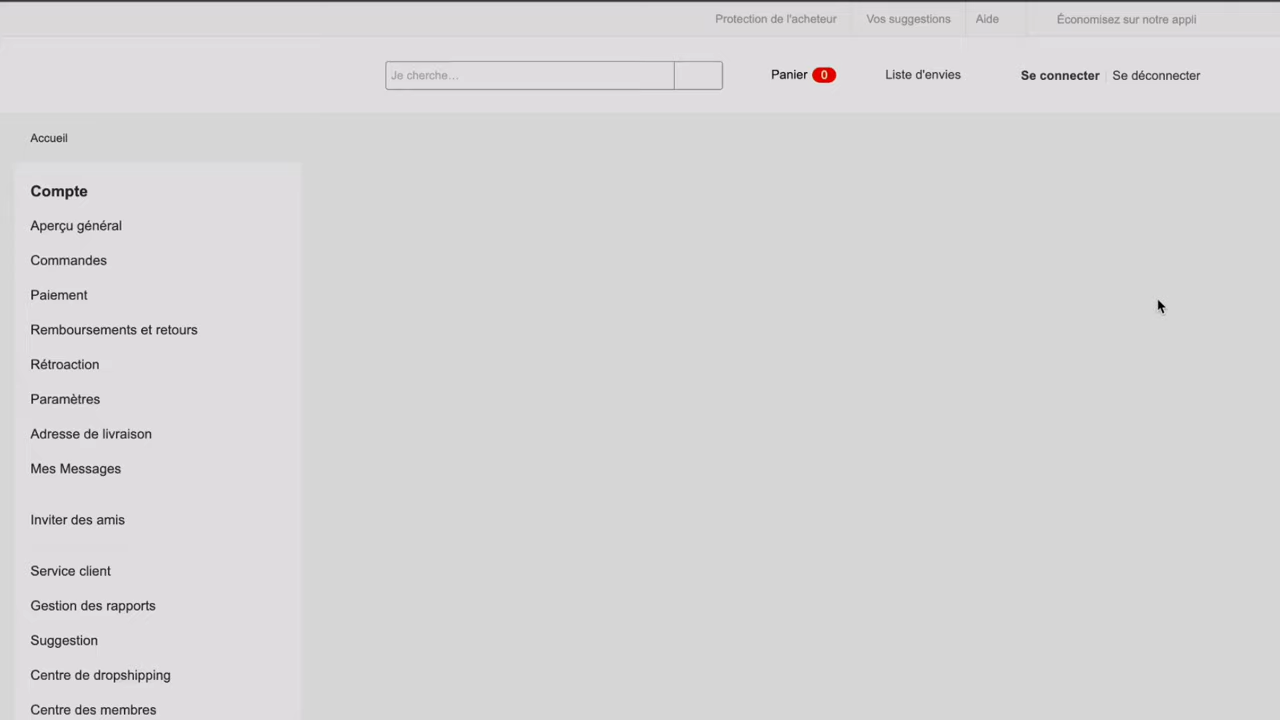 Protection de l'acheteur
Vos suggestions
Aide
Économisez sur notre appli
Je cherche...
Panier 0
Liste d'envies
Se connecter
Se déconnecter
Accueil
Compte
Aperçu général
Commandes
Paiement
Remboursements et retours
Rétroaction
Paramètres
Adresse de livraison
Mes Messages
Inviter des amis
Service client
Gestion des rapports
Suggestion
Centre de dropshipping
Centre des membres